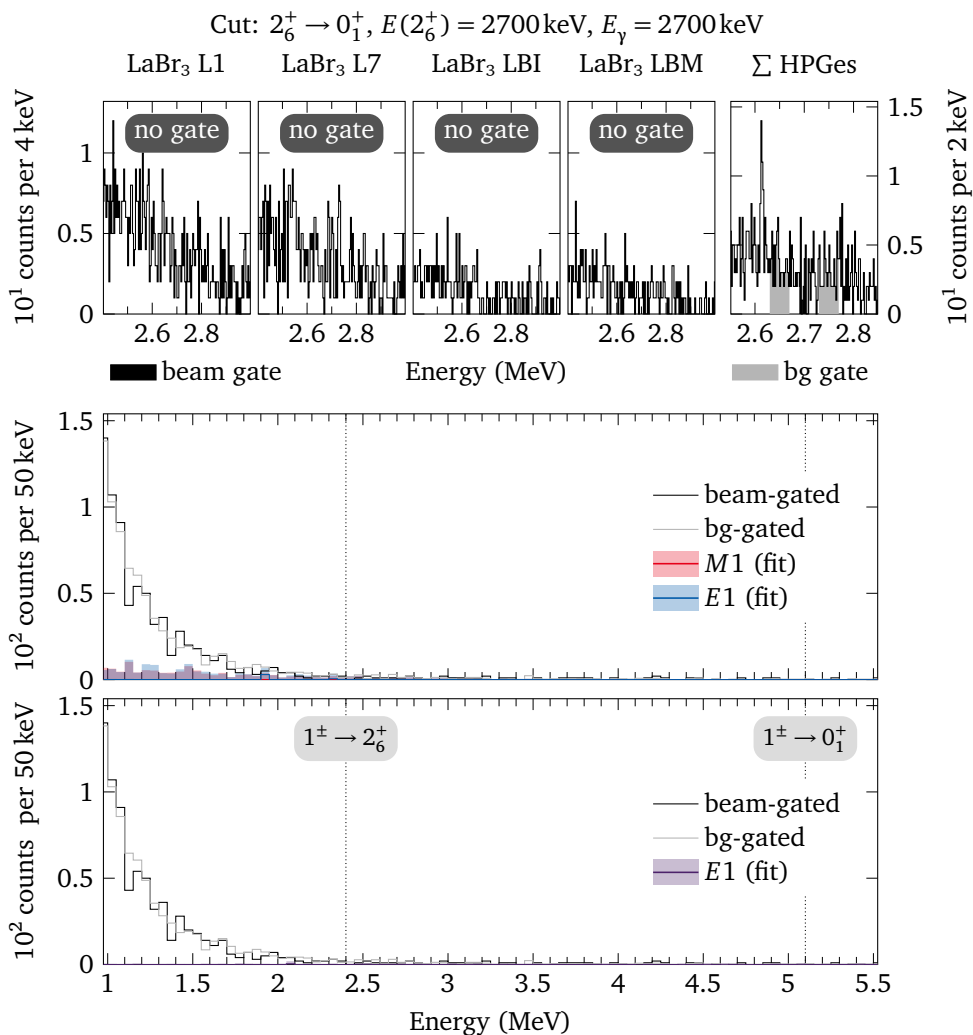 Cut: 2₆⁺ → 0₁⁺, E(2₆⁺) = 2700 keV, Eγ = 2700 keV
LaBr₃ L1 LaBr₃ L7 LaBr₃ LBI LaBr₃ LBM ∑ HPGes
no gate no gate no gate no gate
10¹ counts per 4 keV
0 0.5 1
10¹ counts per 2 keV
0 0.5 1 1.5
2.6 2.8 2.6 2.8 2.6 2.8 2.6 2.8 2.6 2.7 2.8
beam gate Energy (MeV) bg gate
10² counts per 50 keV
1.5
1
0.5
0
beam-gated
bg-gated
M1 (fit)
E1 (fit)
10² counts per 50 keV
1.5
1
0.5
0
1± → 2₆⁺ 1± → 0₁⁺
beam-gated
bg-gated
E1 (fit)
1 1.5 2 2.5 3 3.5 4 4.5 5 5.5
Energy (MeV)